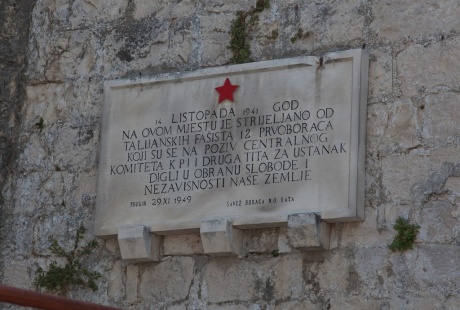 14 LISTOPADA 1941 GOD
NA OVOM MJESTU JE STRIJELJANO OD
TALIJANSKIH FAŠISTA 12 PRVOBORACA
KOJI SU SE NA POZIV CENTRALNOG
KOMITETA KPJ I DRUGA TITA ZA USTANAK
DIGLI U OBRANU SLOBODE I
NEZAVISNOSTI NAŠE ZEMLJE
29.XI.1949 SAVEZ BORACA N.O. RATA